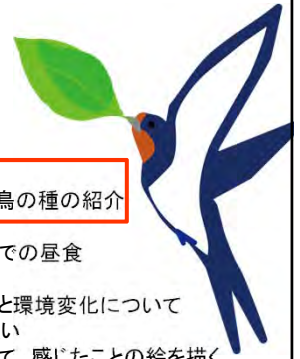 鳥の種の紹介
での昼食
と環境変化について
い
て、感じたことの絵を描く